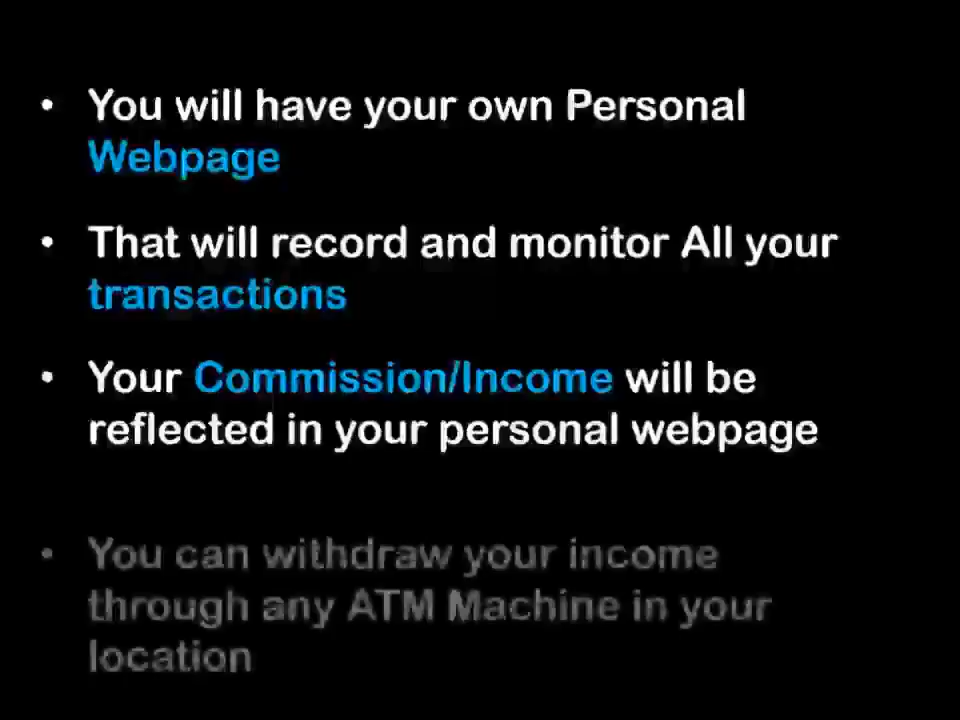 • You will have your own Personal
Webpage
• That will record and monitor All your
transactions
• Your Commission/Income will be
reflected in your personal webpage
• You can withdraw your income
through any ATM Machine in your
location